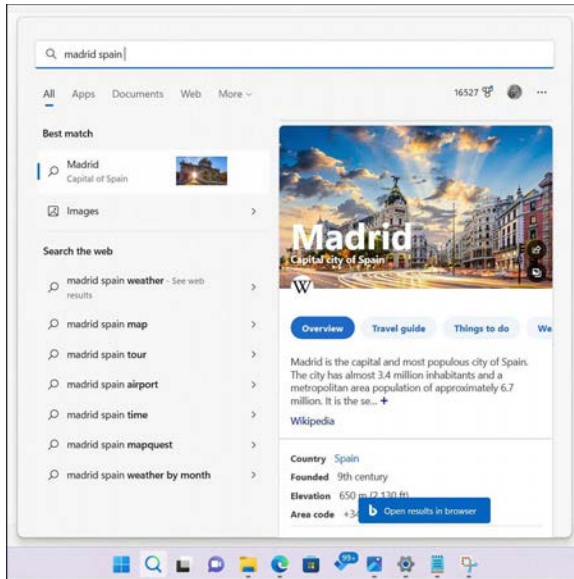 madrid spain
All Apps Documents Web More
16527
Best match
Madrid
Capital of Spain
Images
Search the web
madrid spain weather - See web
results
madrid spain map
madrid spain tour
madrid spain airport
madrid spain time
madrid spain mapquest
madrid spain weather by month
Madrid
Capital city of Spain
W
Overview Travel guide Things to do We
Madrid is the capital and most populous city of Spain.
The city has almost 3.4 million inhabitants and a
metropolitan area population of approximately 6.7
million. It is the se... +
Wikipedia
Country Spain
Founded 9th century
Elevation 650 m (2,130 ft)
Area code +34
Open results in browser
99+